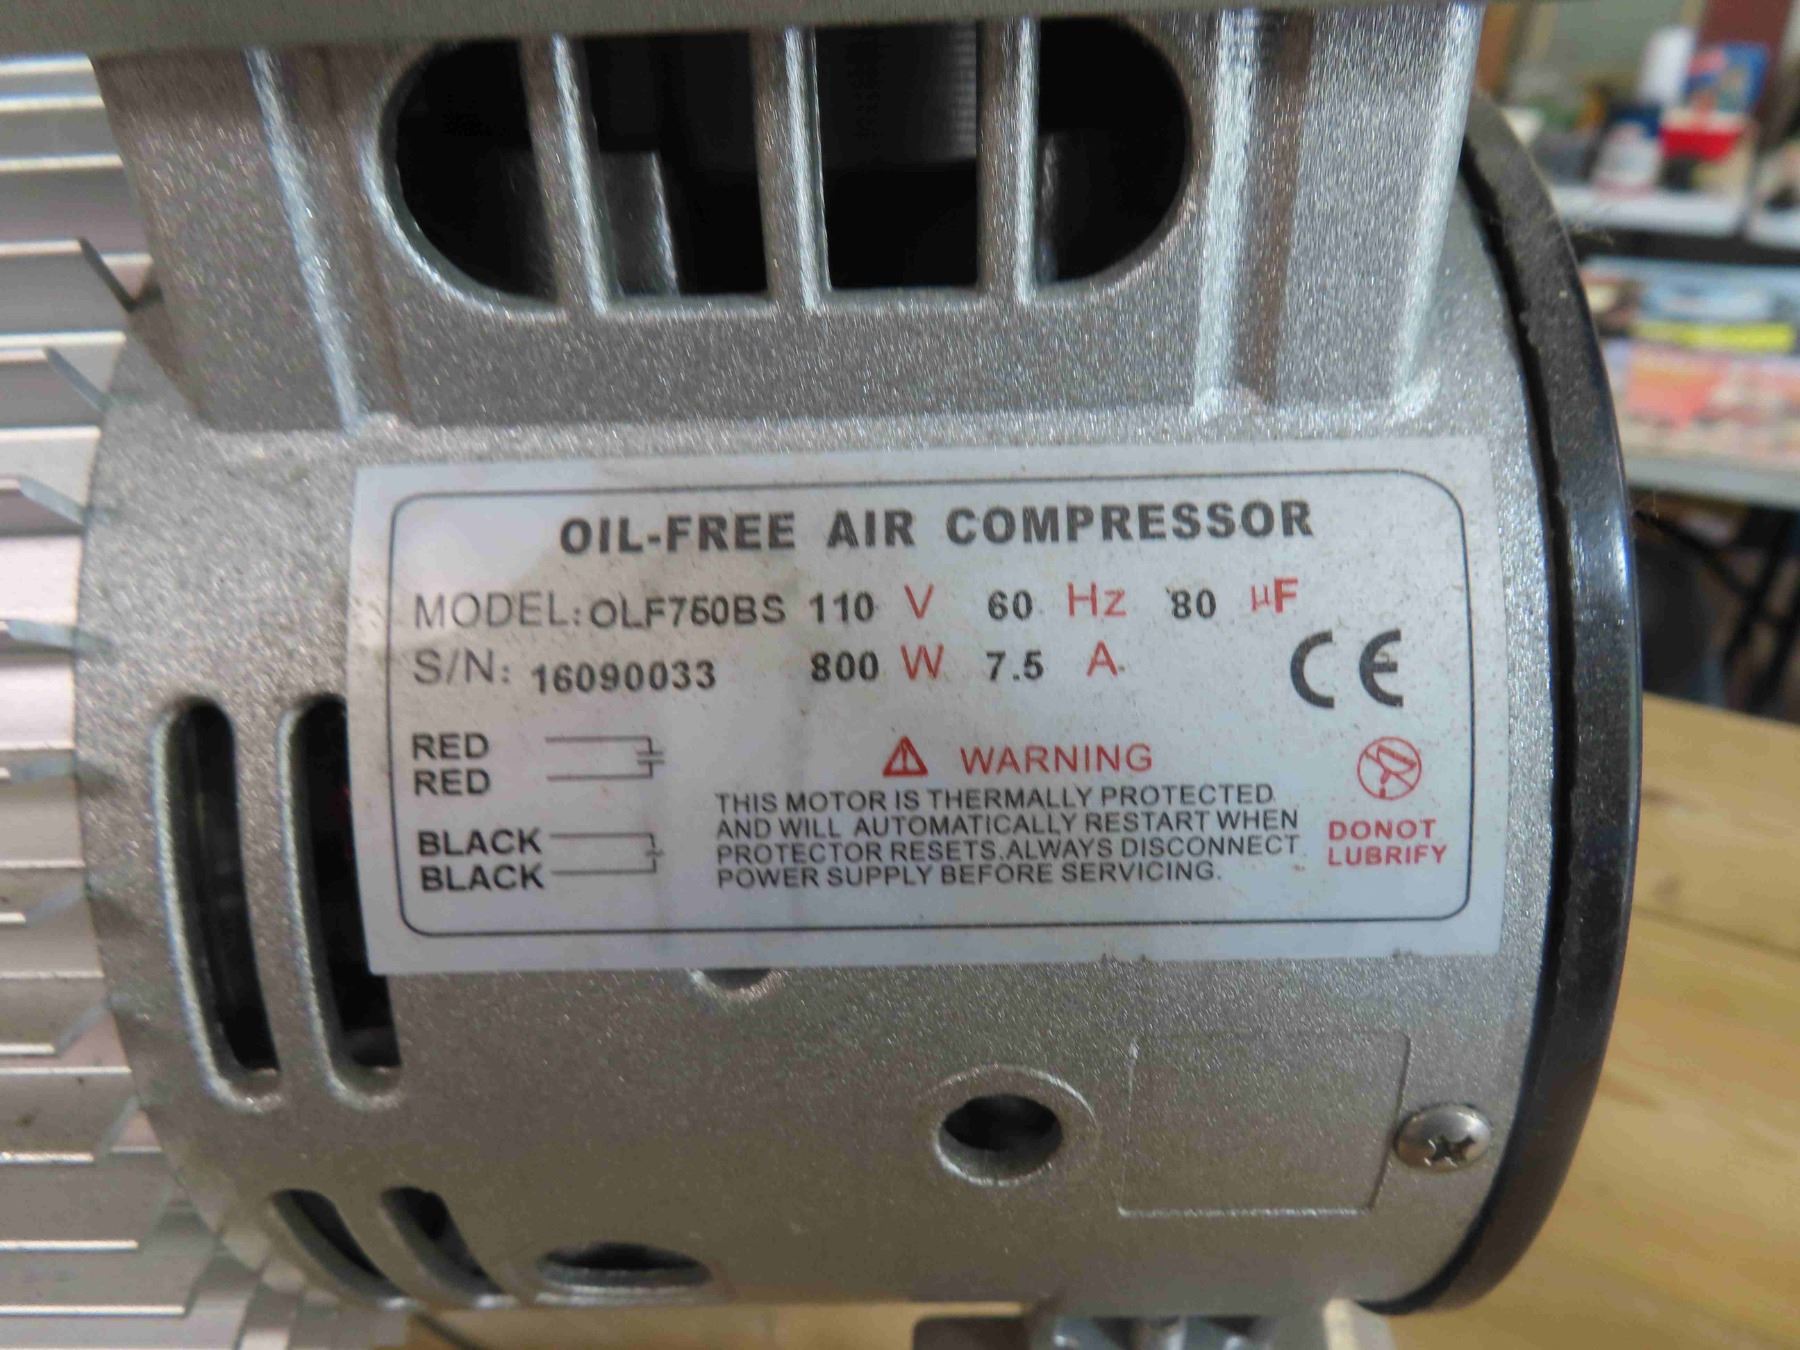 OIL-FREE AIR COMPRESSOR
MODEL: OLF750BS 110 V 60 Hz 80 µF
S/N: 16090033 800 W 7.5 A
CE
RED
RED
BLACK
BLACK
WARNING
THIS MOTOR IS THERMALLY PROTECTED
AND WILL AUTOMATICALLY RESTART WHEN
PROTECTOR RESETS.ALWAYS DISCONNECT
POWER SUPPLY BEFORE SERVICING.
DONOT
LUBRIFY